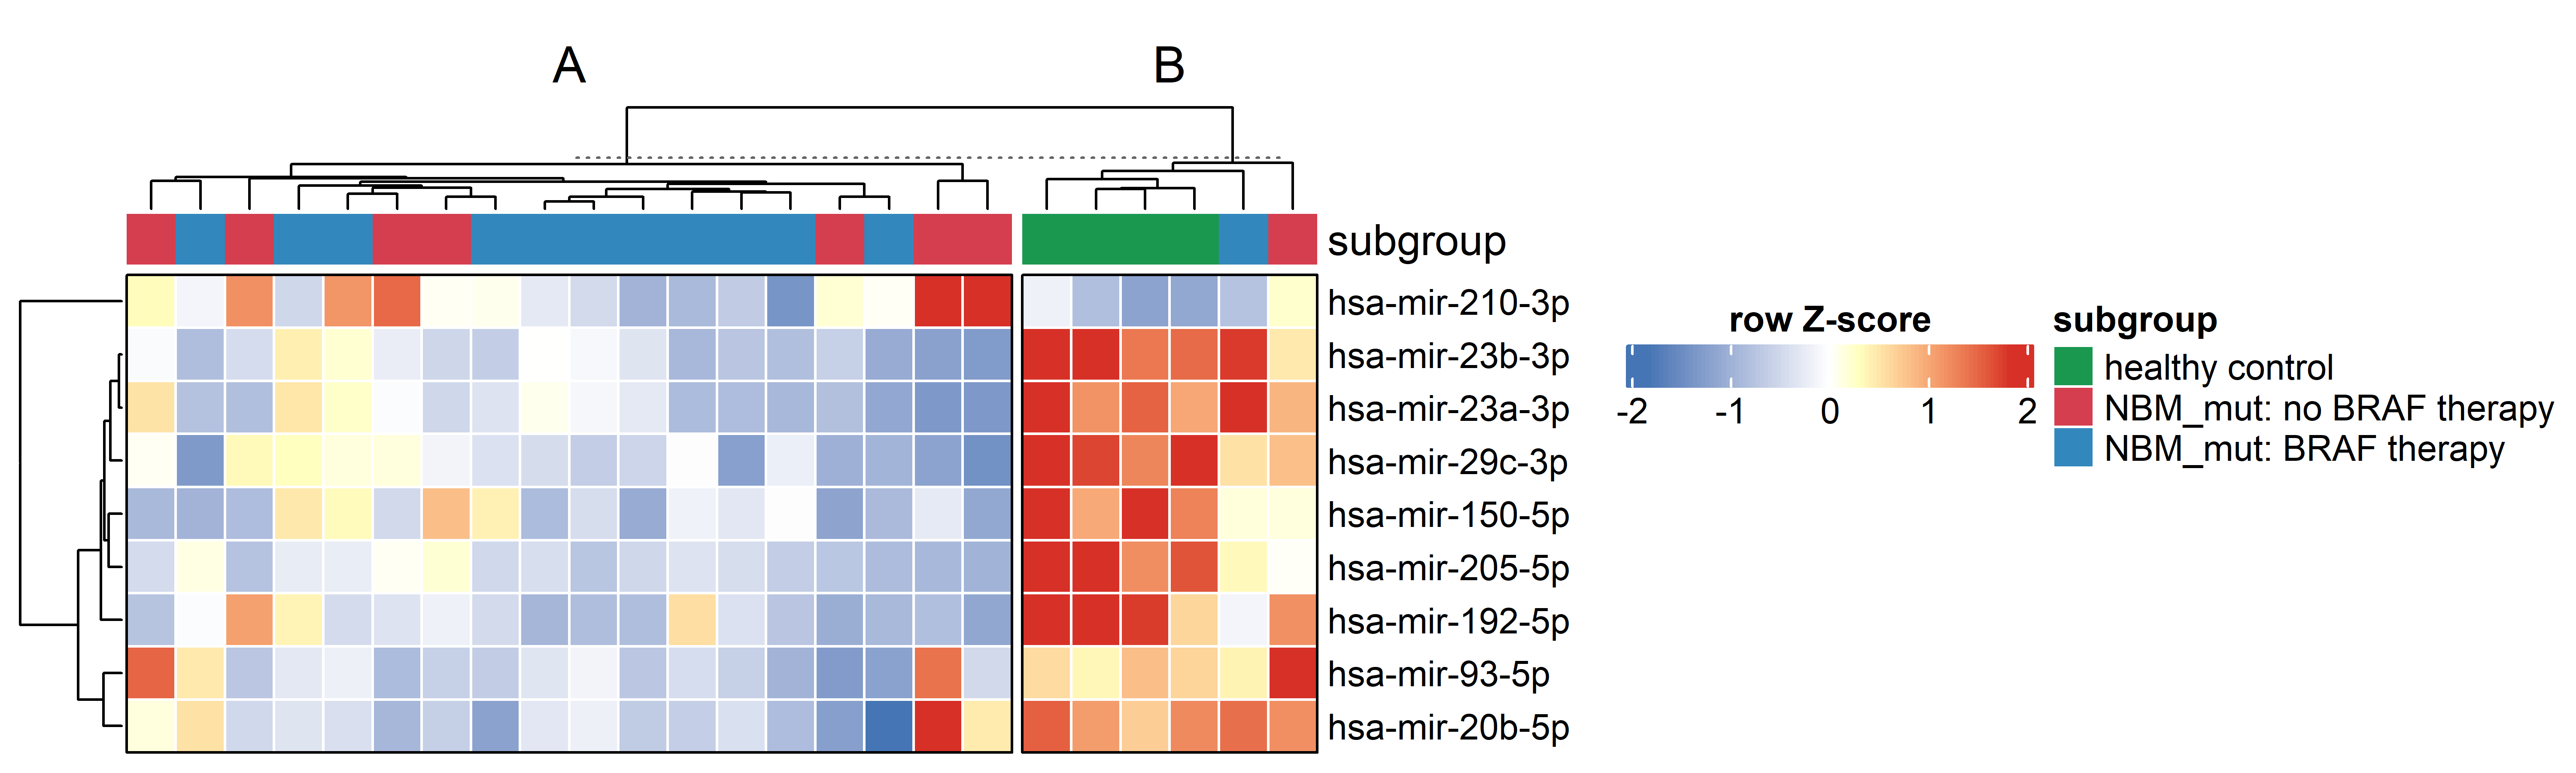 A
B
subgroup
hsa-mir-210-3p
hsa-mir-23b-3p
hsa-mir-23a-3p
hsa-mir-29c-3p
hsa-mir-150-5p
hsa-mir-205-5p
hsa-mir-192-5p
hsa-mir-93-5p
hsa-mir-20b-5p
row Z-score
-2 -1 0 1 2
subgroup
healthy control
NBM_mut: no BRAF therapy
NBM_mut: BRAF therapy